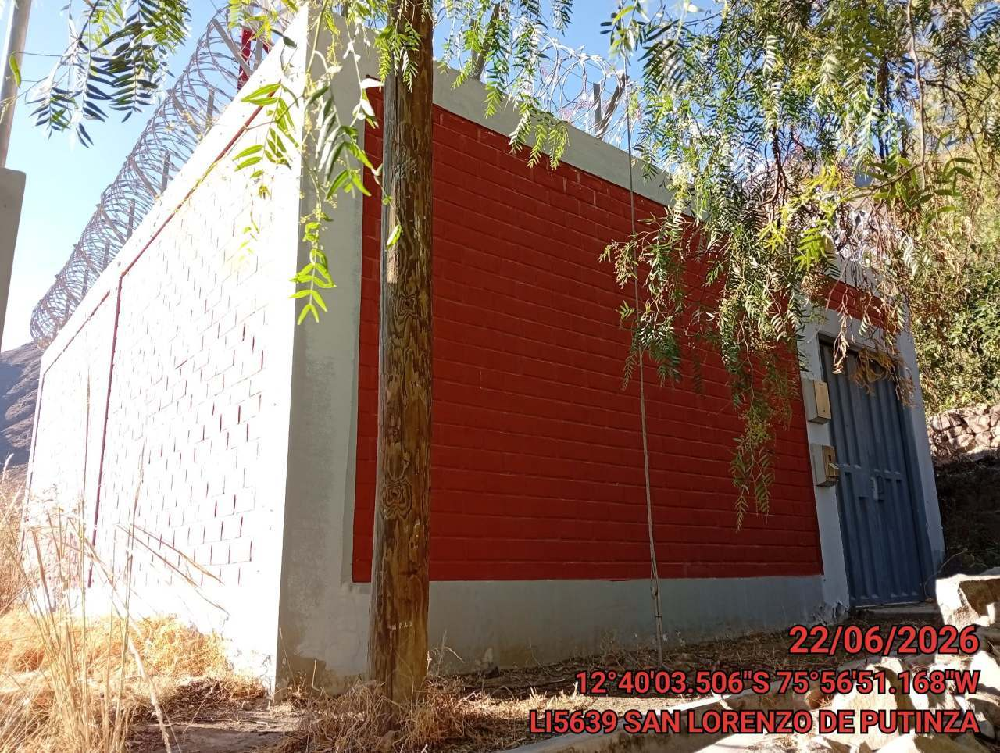 22/06/2026
12°40'03.506"S 75°56'51.168"W
LI5639 SAN LORENZO DE PUTINZA